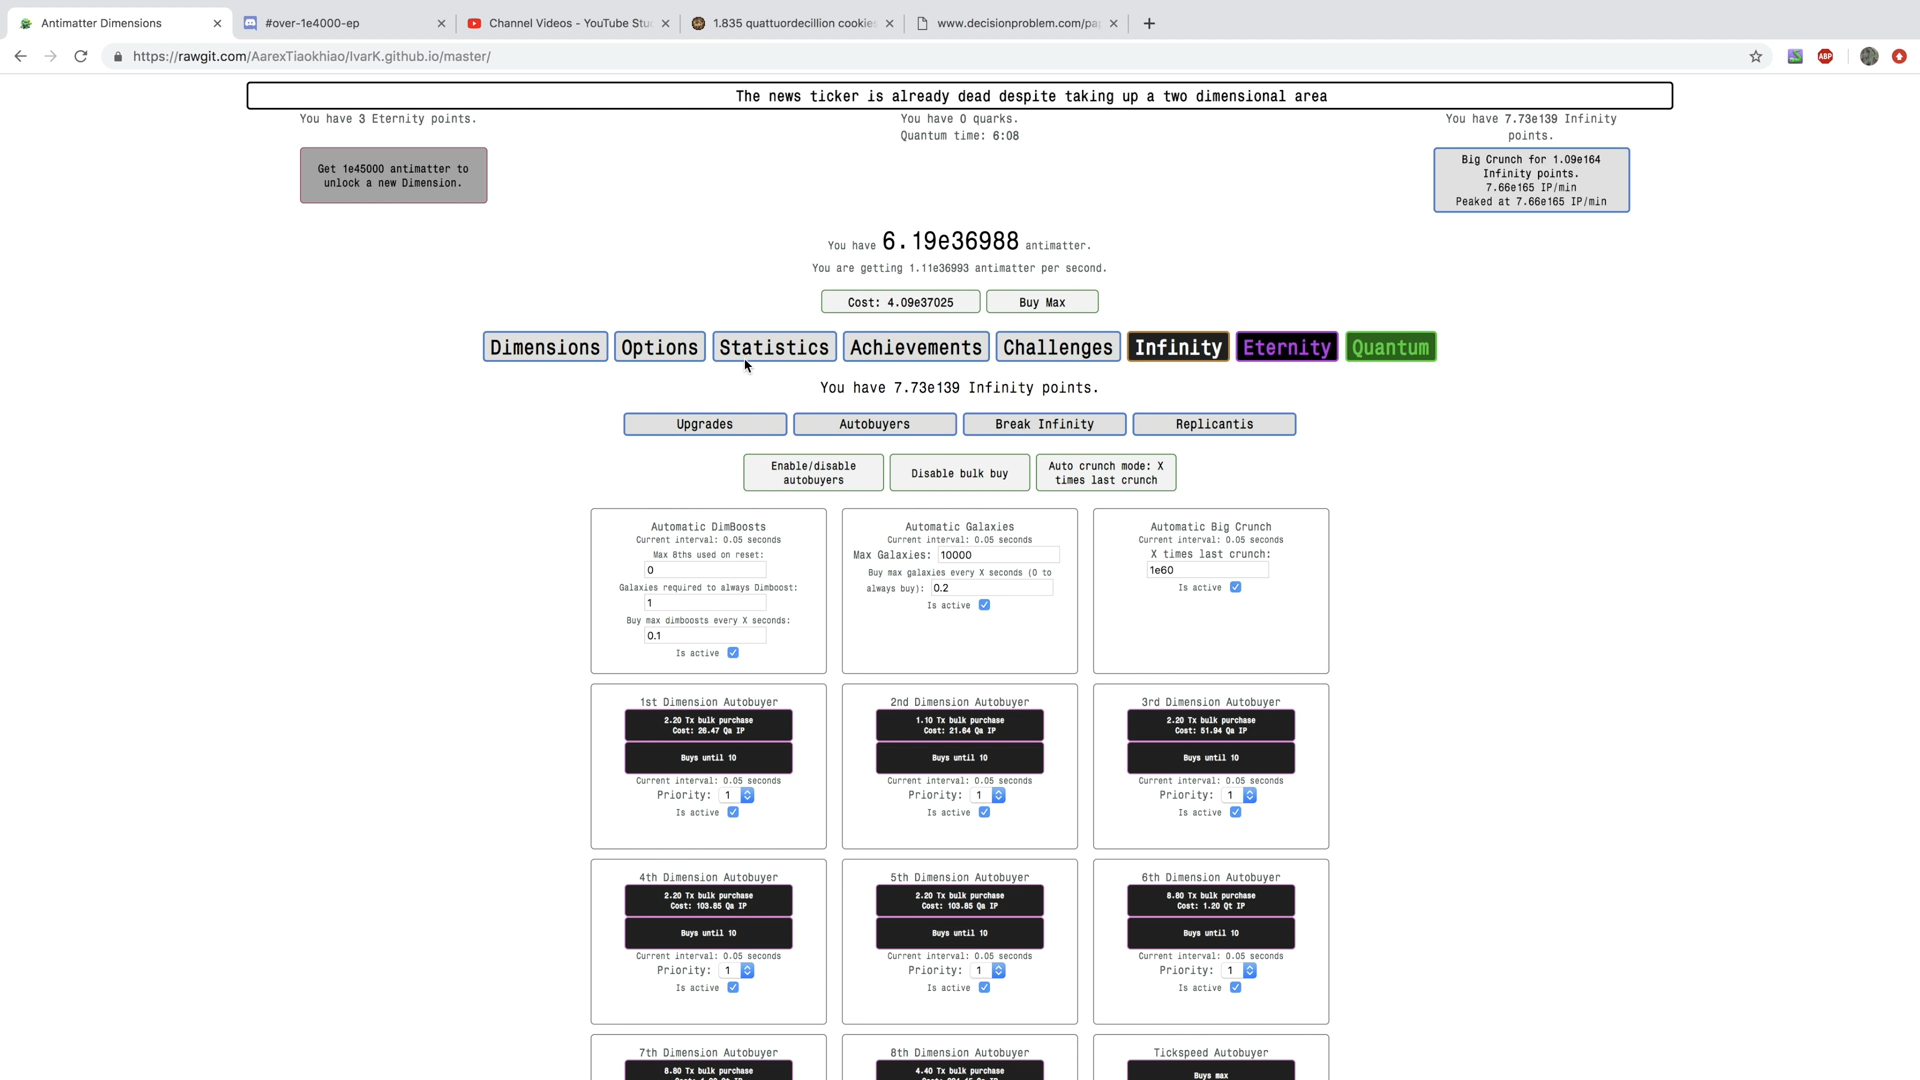 Antimatter Dimensions
#over-1e4000-ep
Channel Videos - YouTube Stu
1.835 quattuordecillion cookies
www.decisionproblem.com/pa
https://rawgit.com/AarexTiaokhiao/IvarK.github.io/master/
ABP
The news ticker is already dead despite taking up a two dimensional area
You have 3 Eternity points.
You have 0 quarks.
Quantum time: 6:08
You have 7.73e139 Infinity
points.
Get 1e45000 antimatter to
unlock a new Dimension.
Big Crunch for 1.09e164
Infinity points.
7.66e165 IP/min
Peaked at 7.66e165 IP/min
You have 6.19e36988 antimatter.
You are getting 1.11e36993 antimatter per second.
Cost: 4.09e37025
Buy Max
Dimensions
Options
Statistics
Achievements
Challenges
Infinity
Eternity
Quantum
You have 7.73e139 Infinity points.
Upgrades
Autobuyers
Break Infinity
Replicantis
Enable/disable
autobuyers
Disable bulk buy
Auto crunch mode: X
times last crunch
Automatic DimBoosts
Current interval: 0.05 seconds
Max 8ths used on reset:
0
Galaxies required to always Dimboost:
1
Buy max dimboosts every X seconds:
0.1
Is active
Automatic Galaxies
Current interval: 0.05 seconds
Max Galaxies: 10000
Buy max galaxies every X seconds (0 to
always buy): 0.2
Is active
Automatic Big Crunch
Current interval: 0.05 seconds
X times last crunch:
1e60
Is active
1st Dimension Autobuyer
2.20 Tx bulk purchase
Cost: 26.47 Qa IP
Buys until 10
Current interval: 0.05 seconds
Priority: 1
Is active
2nd Dimension Autobuyer
1.10 Tx bulk purchase
Cost: 21.64 Qa IP
Buys until 10
Current interval: 0.05 seconds
Priority: 1
Is active
3rd Dimension Autobuyer
2.20 Tx bulk purchase
Cost: 51.94 Qa IP
Buys until 10
Current interval: 0.05 seconds
Priority: 1
Is active
4th Dimension Autobuyer
2.20 Tx bulk purchase
Cost: 103.85 Qa IP
Buys until 10
Current interval: 0.05 seconds
Priority: 1
Is active
5th Dimension Autobuyer
2.20 Tx bulk purchase
Cost: 103.85 Qa IP
Buys until 10
Current interval: 0.05 seconds
Priority: 1
Is active
6th Dimension Autobuyer
8.80 Tx bulk purchase
Cost: 1.20 Qt IP
Buys until 10
Current interval: 0.05 seconds
Priority: 1
Is active
7th Dimension Autobuyer
8.80 Tx bulk purchase
8th Dimension Autobuyer
4.40 Tx bulk purchase
Tickspeed Autobuyer
Buys max